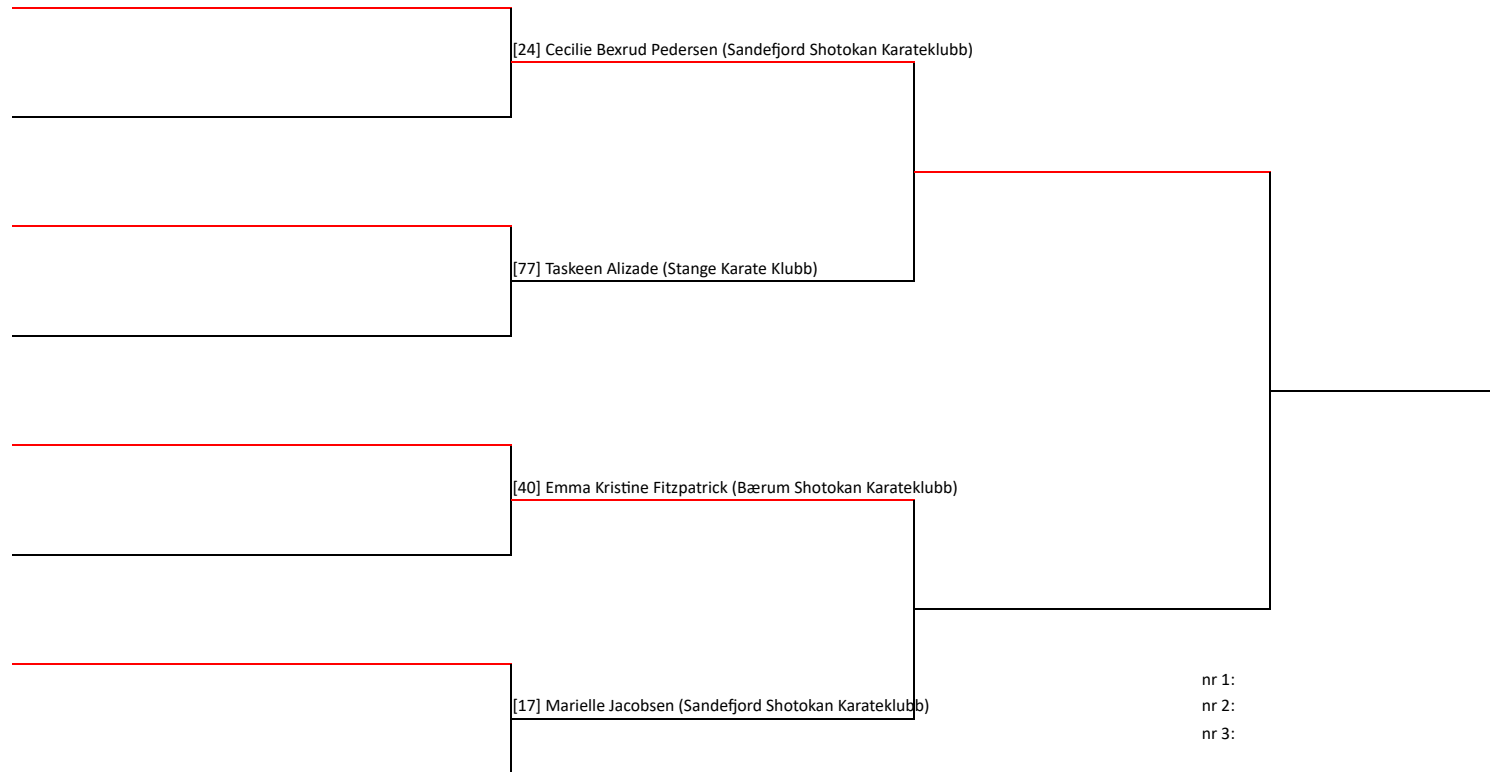 [24] Cecilie Bexrud Pedersen (Sandefjord Shotokan Karateklubb)
[77] Taskeen Alizade (Stange Karate Klubb)
[40] Emma Kristine Fitzpatrick (Bærum Shotokan Karateklubb)
[17] Marielle Jacobsen (Sandefjord Shotokan Karateklubb)
nr 1:
nr 2:
nr 3: